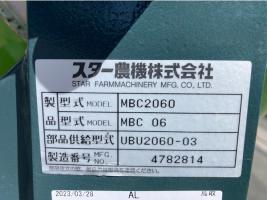 スター農機株式会社
STAR FARMMACHINERY MFG. CO., LTD.
製 型式 MODEL MBC2060
品 型式 MODEL MBC 06
部品供給型式 UBU2060-03
製造番号 MFG. NO. 4782814
2023/03/28 AL 鳥取